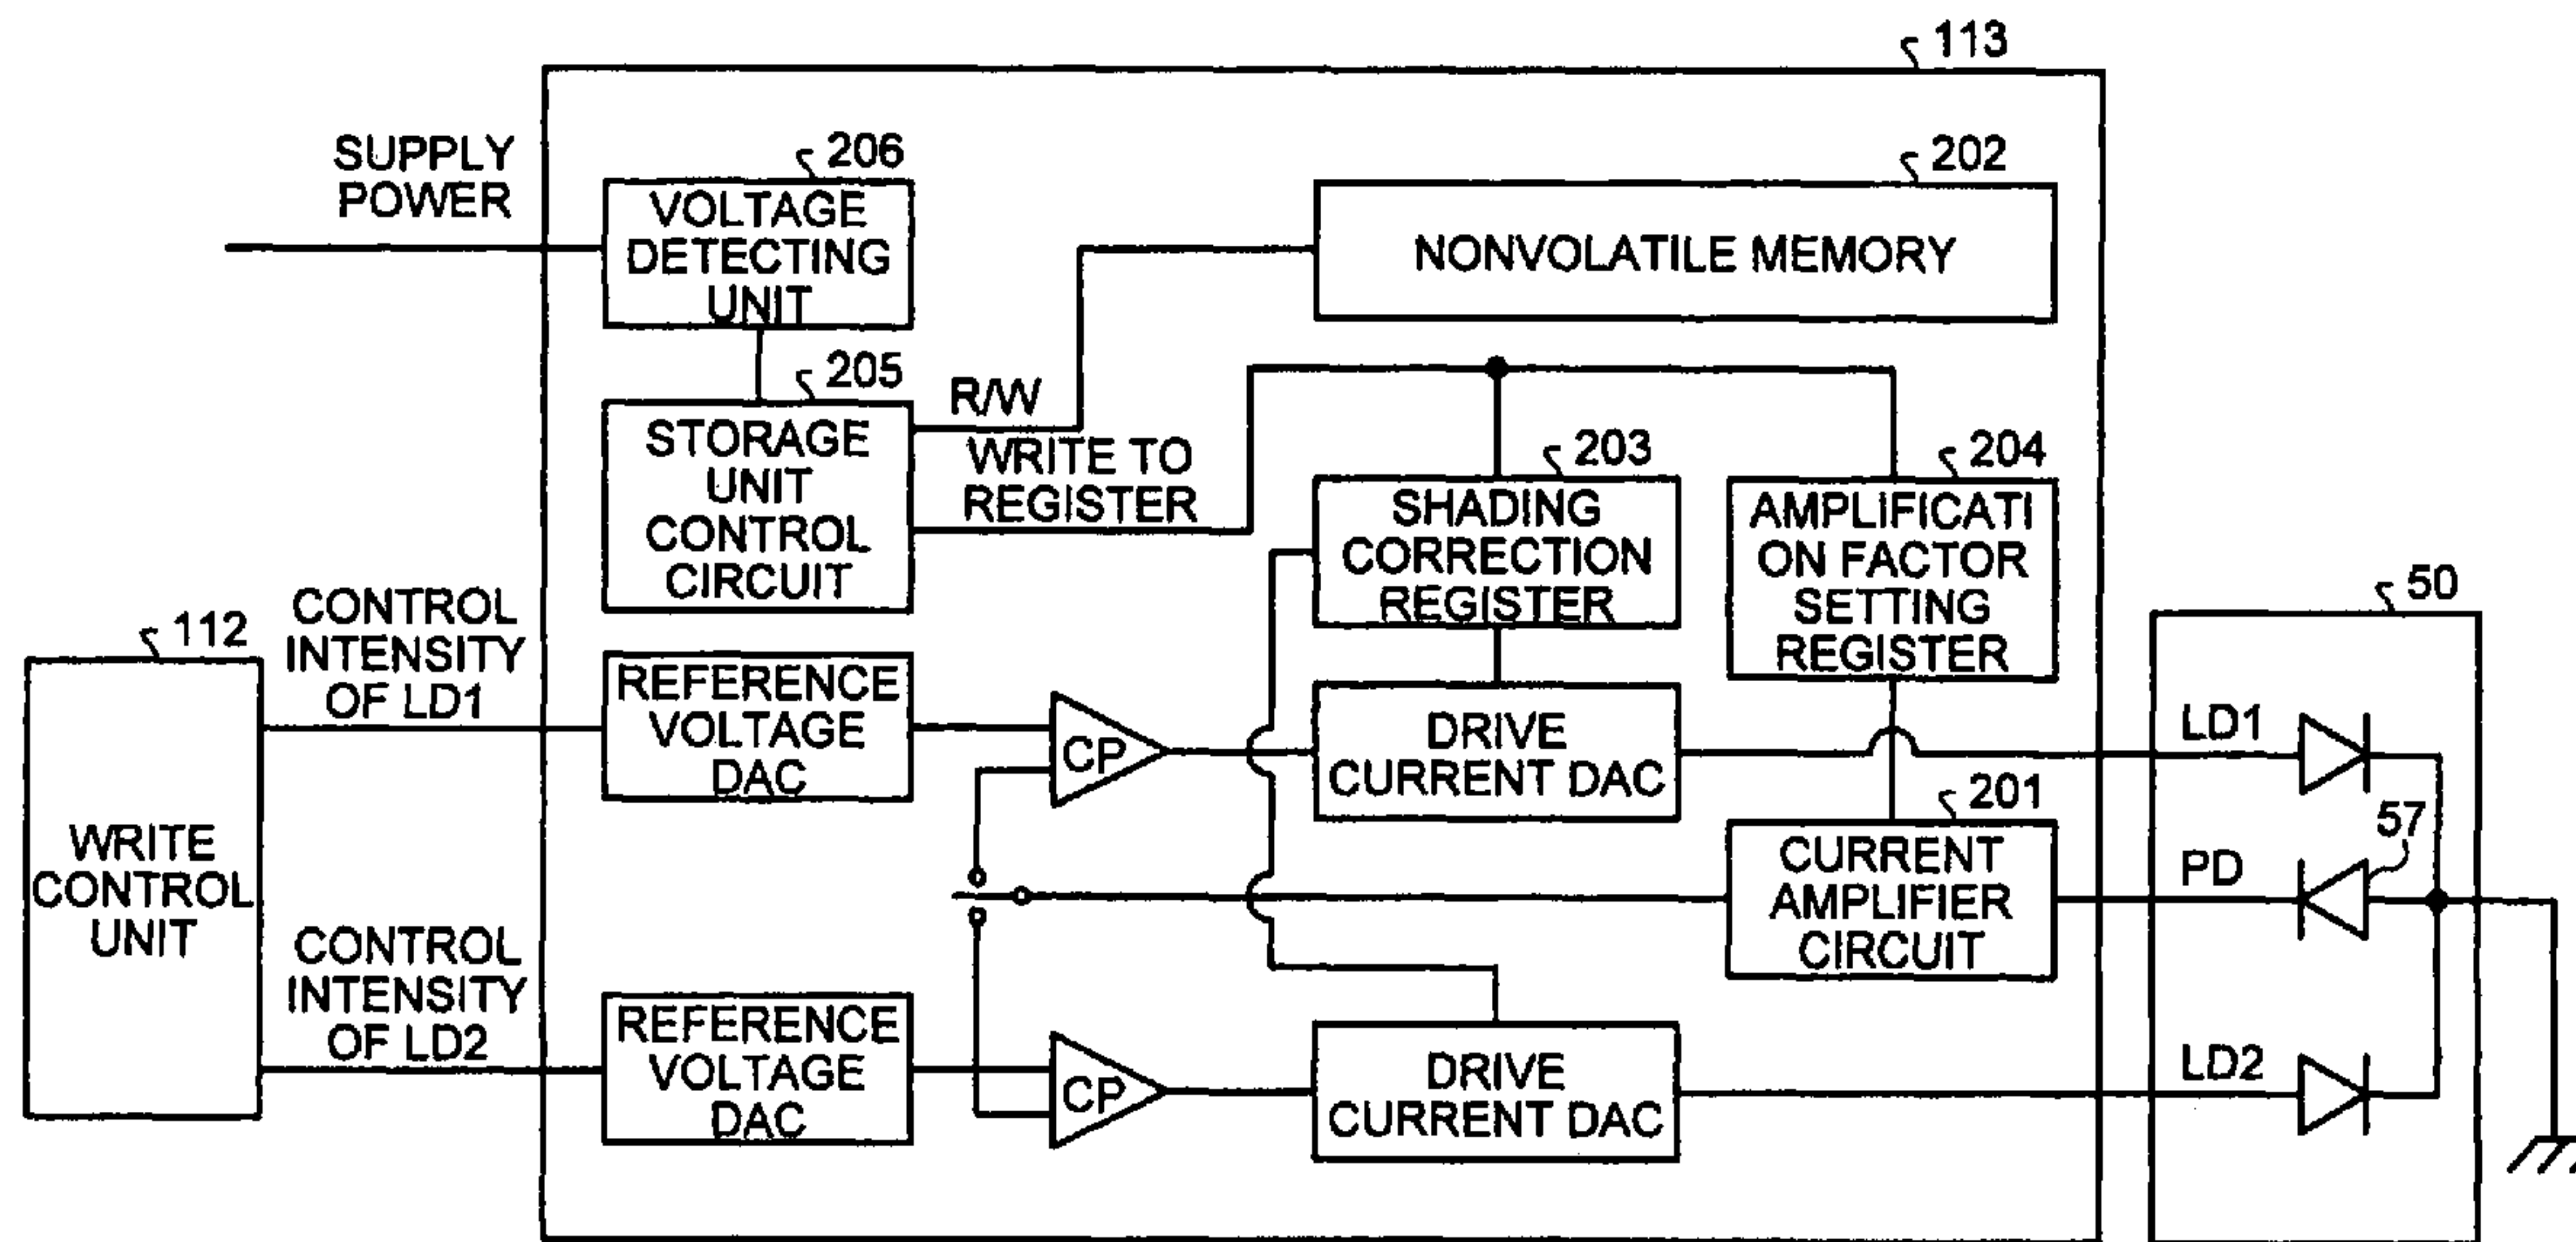 113
SUPPLY
POWER
206
VOLTAGE
DETECTING
UNIT
202
NONVOLATILE MEMORY
205
STORAGE
UNIT
CONTROL
CIRCUIT
R/W
WRITE TO
REGISTER
203
SHADING
CORRECTION
REGISTER
204
AMPLIFICATI
ON FACTOR
SETTING
REGISTER
112
WRITE
CONTROL
UNIT
CONTROL
INTENSITY
OF LD1
REFERENCE
VOLTAGE
DAC
CP
DRIVE
CURRENT DAC
50
LD1
201
CURRENT
AMPLIFIER
CIRCUIT
PD
57
CONTROL
INTENSITY
OF LD2
REFERENCE
VOLTAGE
DAC
CP
DRIVE
CURRENT DAC
LD2